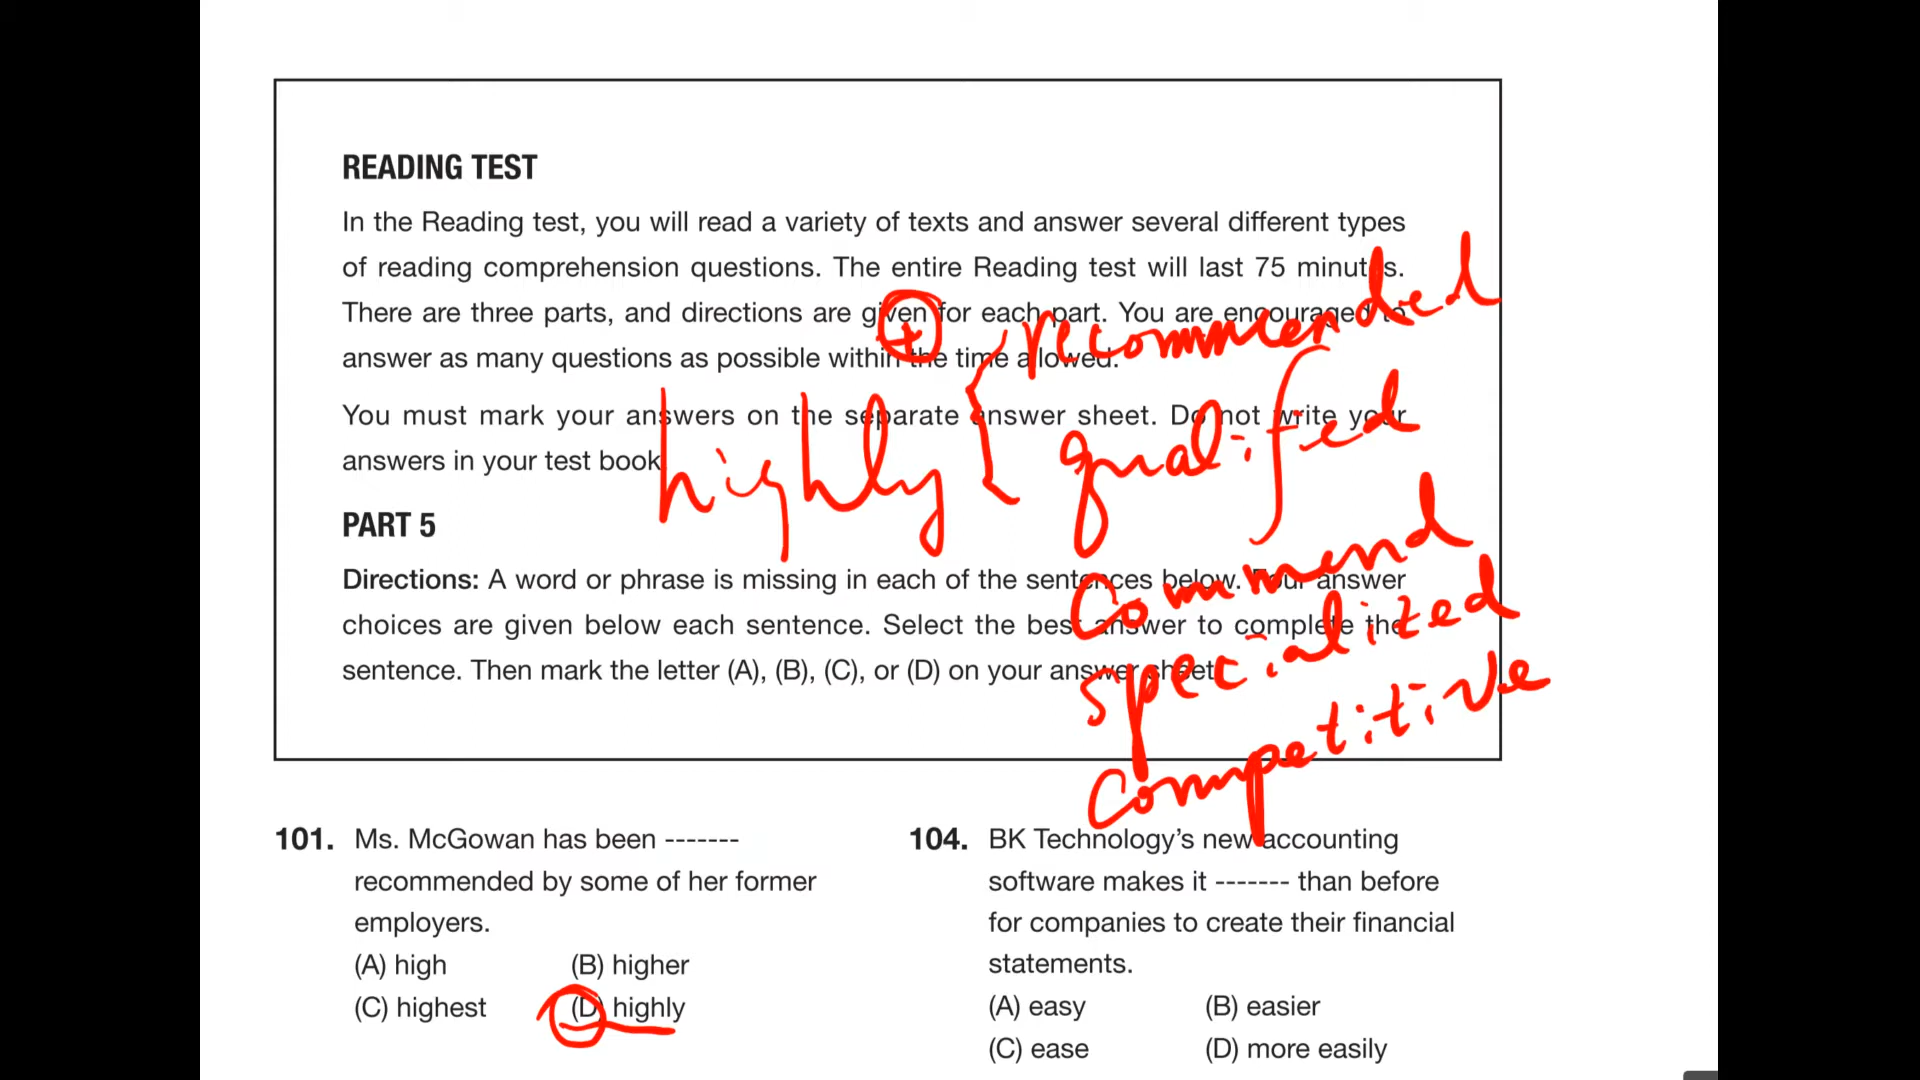 READING TEST
In the Reading test, you will read a variety of texts and answer several different types
of reading comprehension questions. The entire Reading test will last 75 minutes.
There are three parts, and directions are given for each part. You are encouraged to
answer as many questions as possible within the time allowed.
You must mark your answers on the separate answer sheet. Do not write your
answers in your test book.
PART 5
Directions: A word or phrase is missing in each of the sentences below. Four answer
choices are given below each sentence. Select the best answer to complete the
sentence. Then mark the letter (A), (B), (C), or (D) on your answer sheet.
+
highly
recommended
qualified
Commend
specialized
competitive
101. Ms. McGowan has been -------
recommended by some of her former
employers.
(A) high (B) higher
(C) highest (D) highly
104. BK Technology's new accounting
software makes it ------- than before
for companies to create their financial
statements.
(A) easy (B) easier
(C) ease (D) more easily